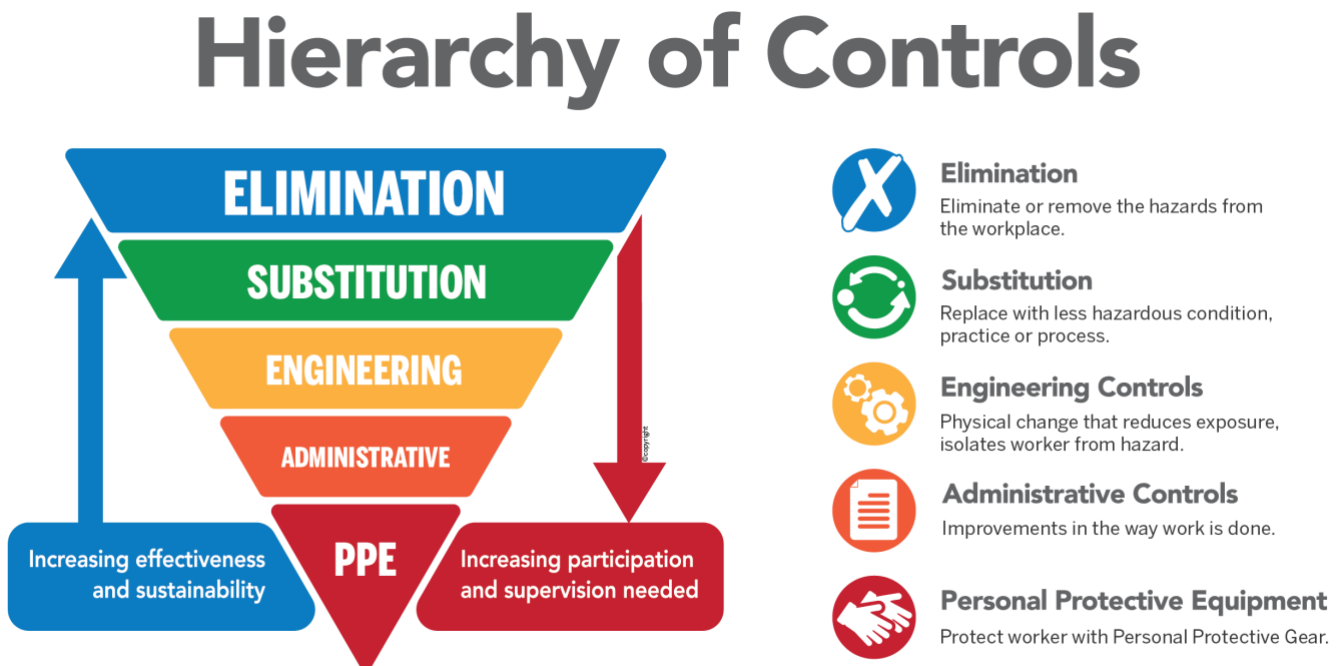 Hierarchy of Controls
ELIMINATION
SUBSTITUTION
ENGINEERING
ADMINISTRATIVE
PPE
Increasing effectiveness
and sustainability
Increasing participation
and supervision needed
©copyright
Elimination
Eliminate or remove the hazards from
the workplace.
Substitution
Replace with less hazardous condition,
practice or process.
Engineering Controls
Physical change that reduces exposure,
isolates worker from hazard.
Administrative Controls
Improvements in the way work is done.
Personal Protective Equipment
Protect worker with Personal Protective Gear.